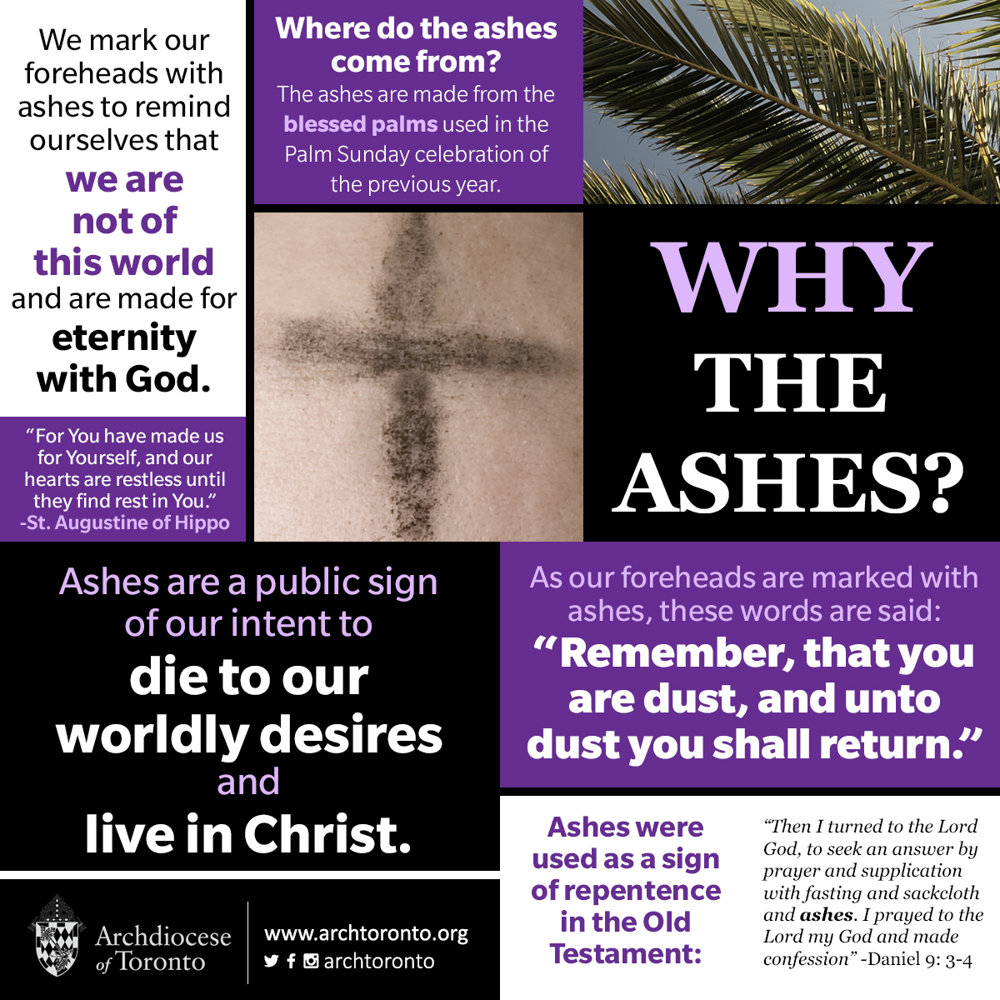 We mark our
foreheads with
ashes to remind
ourselves that
we are
not of
this world
and are made for
eternity
with God.
“For You have made us
for Yourself, and our
hearts are restless until
they find rest in You.”
-St. Augustine of Hippo
Where do the ashes
come from?
The ashes are made from the
blessed palms used in the
Palm Sunday celebration of
the previous year.
WHY
THE
ASHES?
Ashes are a public sign
of our intent to
die to our
worldly desires
and
live in Christ.
As our foreheads are marked with
ashes, these words are said:
“Remember, that you
are dust, and unto
dust you shall return.”
Ashes were
used as a sign
of repentence
in the Old
Testament:
“Then I turned to the Lord
God, to seek an answer by
prayer and supplication
with fasting and sackcloth
and ashes. I prayed to the
Lord my God and made
confession” -Daniel 9: 3-4
Archdiocese
of Toronto
www.archtoronto.org
archtoronto